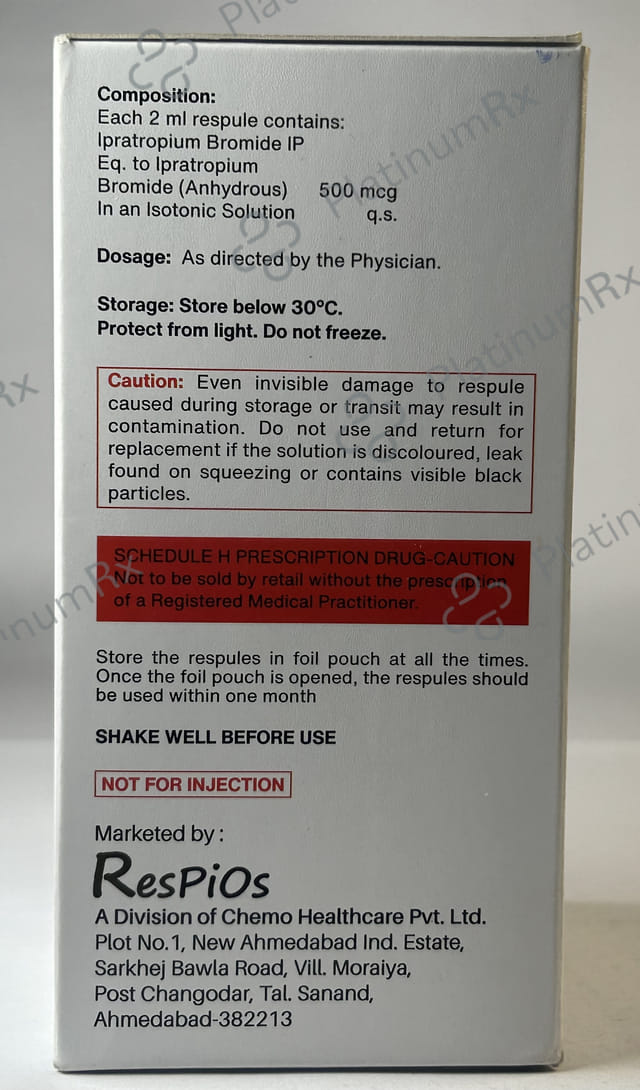 Composition:
Each 2 ml respule contains:
Ipratropium Bromide IP
Eq. to Ipratropium
Bromide (Anhydrous) 500 mcg
In an Isotonic Solution q.s.
Dosage: As directed by the Physician.
Storage: Store below 30°C.
Protect from light. Do not freeze.
Caution: Even invisible damage to respule
caused during storage or transit may result in
contamination. Do not use and return for
replacement if the solution is discoloured, leak
found on squeezing or contains visible black
particles.
SCHEDULE H PRESCRIPTION DRUG-CAUTION
Not to be sold by retail without the prescription
of a Registered Medical Practitioner.
Store the respules in foil pouch at all the times.
Once the foil pouch is opened, the respules should
be used within one month
SHAKE WELL BEFORE USE
NOT FOR INJECTION
Marketed by :
ResPiOs
A Division of Chemo Healthcare Pvt. Ltd.
Plot No.1, New Ahmedabad Ind. Estate,
Sarkhej Bawla Road, Vill. Moraiya,
Post Changodar, Tal. Sanand,
Ahmedabad-382213
Platinum
PlatinumRx
PlatinumRx
Rx
Platin
numRx